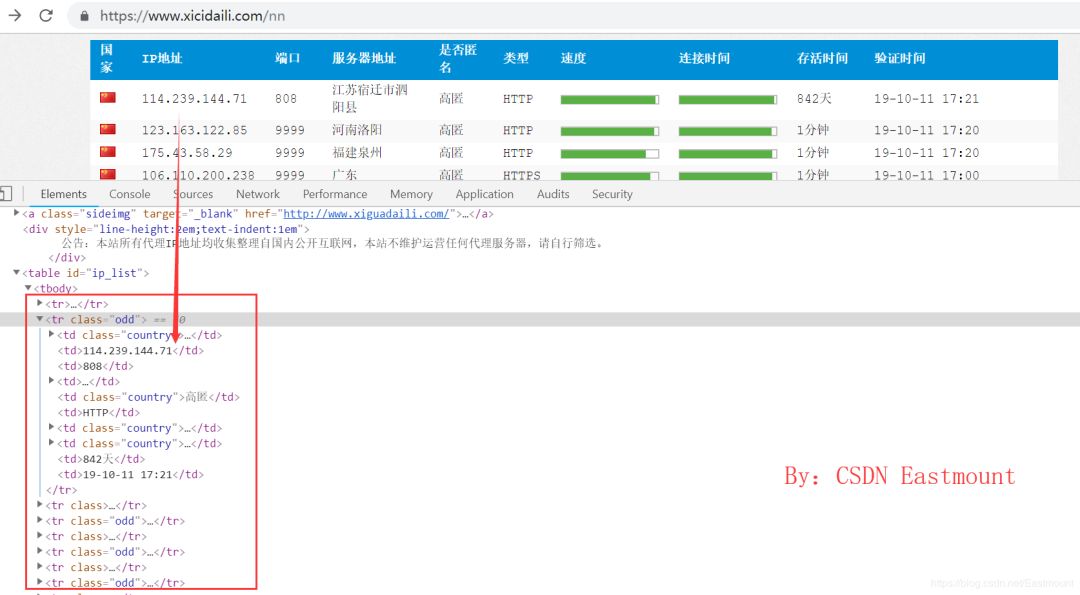 https://www.xicidaili.com/nn
国家 IP地址 端口 服务器地址 是否匿名 类型 速度 连接时间 存活时间 验证时间
114.239.144.71 808 江苏宿迁市泗阳县 高匿 HTTP 842天 19-10-11 17:21
123.163.122.85 9999 河南洛阳 高匿 HTTP 1分钟 19-10-11 17:20
175.43.58.29 9999 福建泉州 高匿 HTTP 1分钟 19-10-11 17:20
106.110.200.238 9999 广东 高匿 HTTPS 1分钟 19-10-11 17:00
Elements Console Sources Network Performance Memory Application Audits Security
<a class="sideimg" target="_blank" href="http://www.xiguadaili.com/">…</a>
<div style="line-height:2em;text-indent:1em">
公告: 本站所有代理IP地址均收集整理自国内公开互联网，本站不维护运营任何代理服务器，请自行筛选。
</div>
<table id="ip_list">
<tbody>
<tr>…</tr>
<tr class="odd"> == $0
<td class="country">…</td>
<td>114.239.144.71</td>
<td>808</td>
<td>…</td>
<td class="country">高匿</td>
<td>HTTP</td>
<td class="country">…</td>
<td class="country">…</td>
<td>842天</td>
<td>19-10-11 17:21</td>
</tr>
<tr class>…</tr>
<tr class="odd">…</tr>
<tr class>…</tr>
<tr class="odd">…</tr>
<tr class>…</tr>
<tr class="odd">…</tr>
By: CSDN Eastmount
https://blog.csdn.net/Eastmount